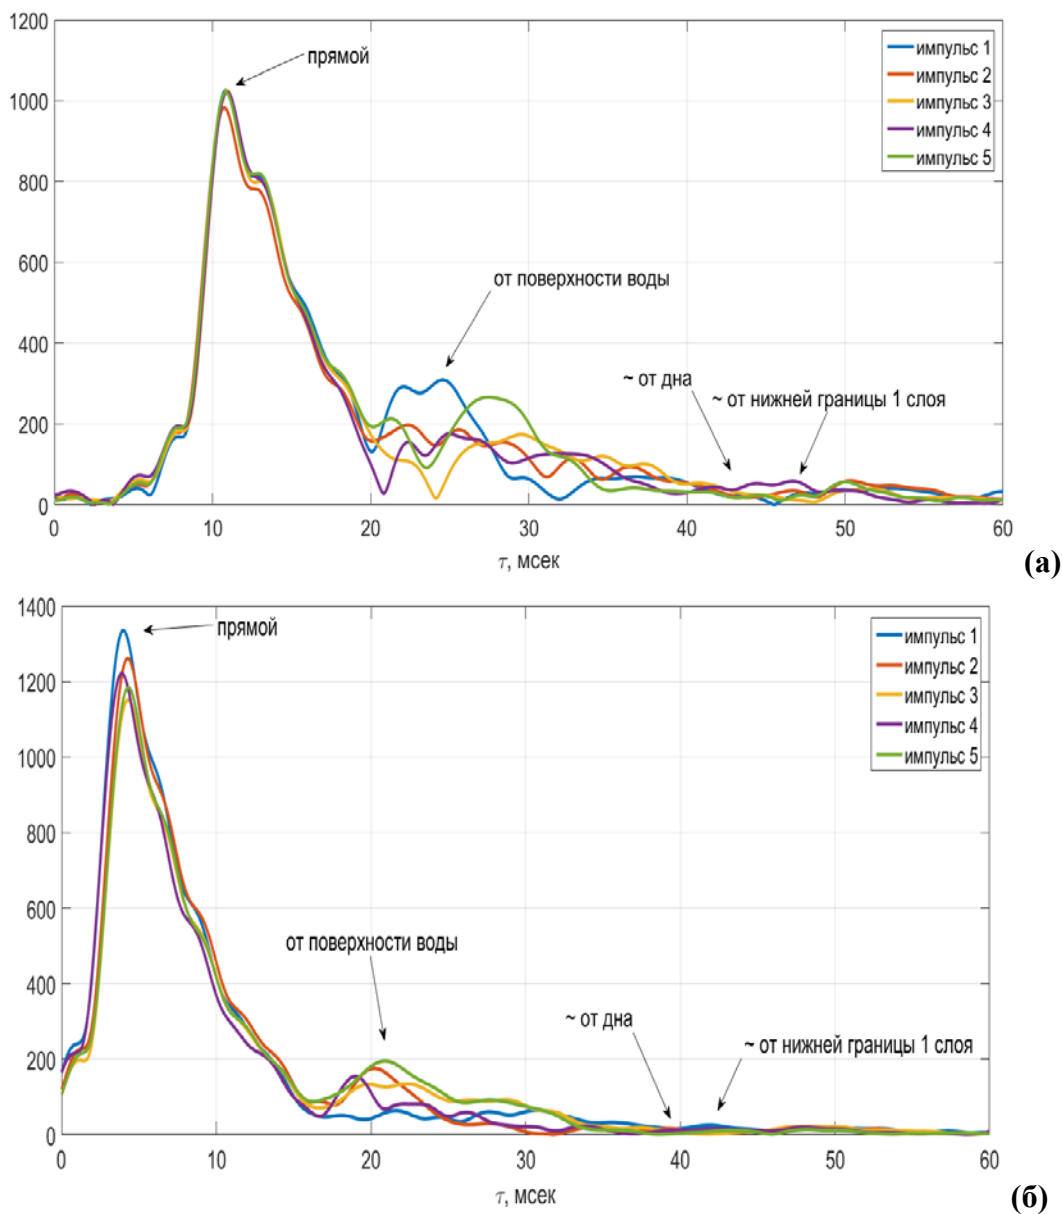 1200
1000
800
600
400
200
0
0 10 20 30 40 50 60
τ, мсек
прямой
от поверхности воды
~ от дна
~ от нижней границы 1 слоя
импульс 1
импульс 2
импульс 3
импульс 4
импульс 5
(а)
1400
1200
1000
800
600
400
200
0
0 10 20 30 40 50 60
τ, мсек
прямой
от поверхности воды
~ от дна
~ от нижней границы 1 слоя
импульс 1
импульс 2
импульс 3
импульс 4
импульс 5
(б)